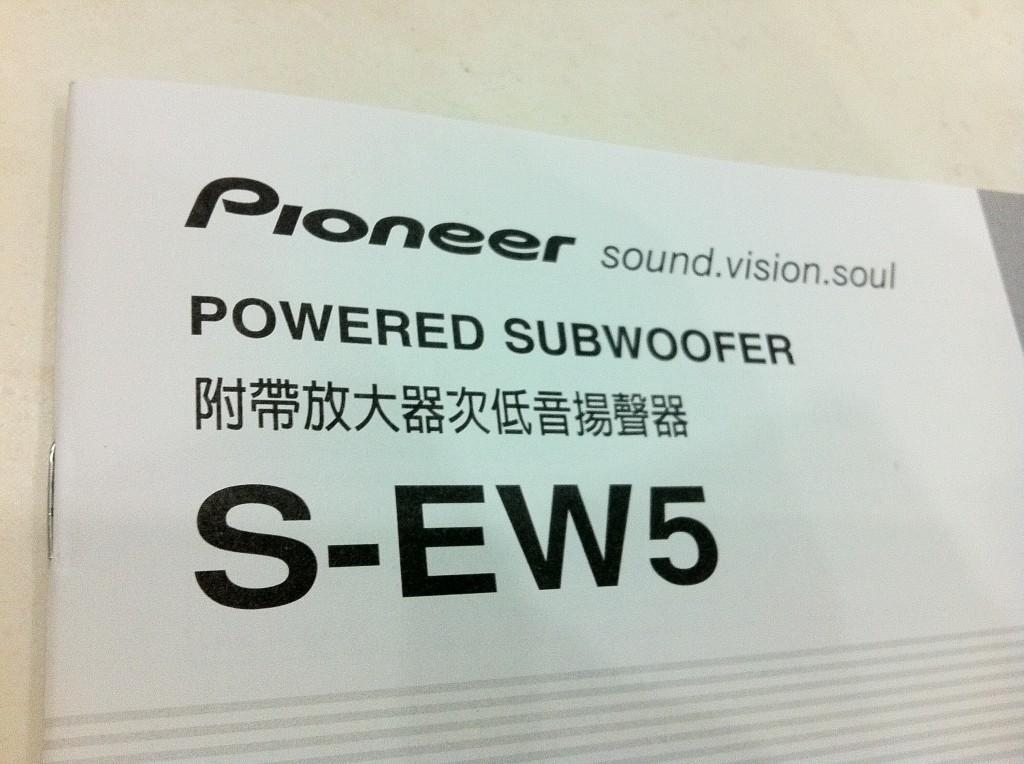 Pioneer sound.vision.soul
POWERED SUBWOOFER
附帶放大器次低音揚聲器
S-EW5